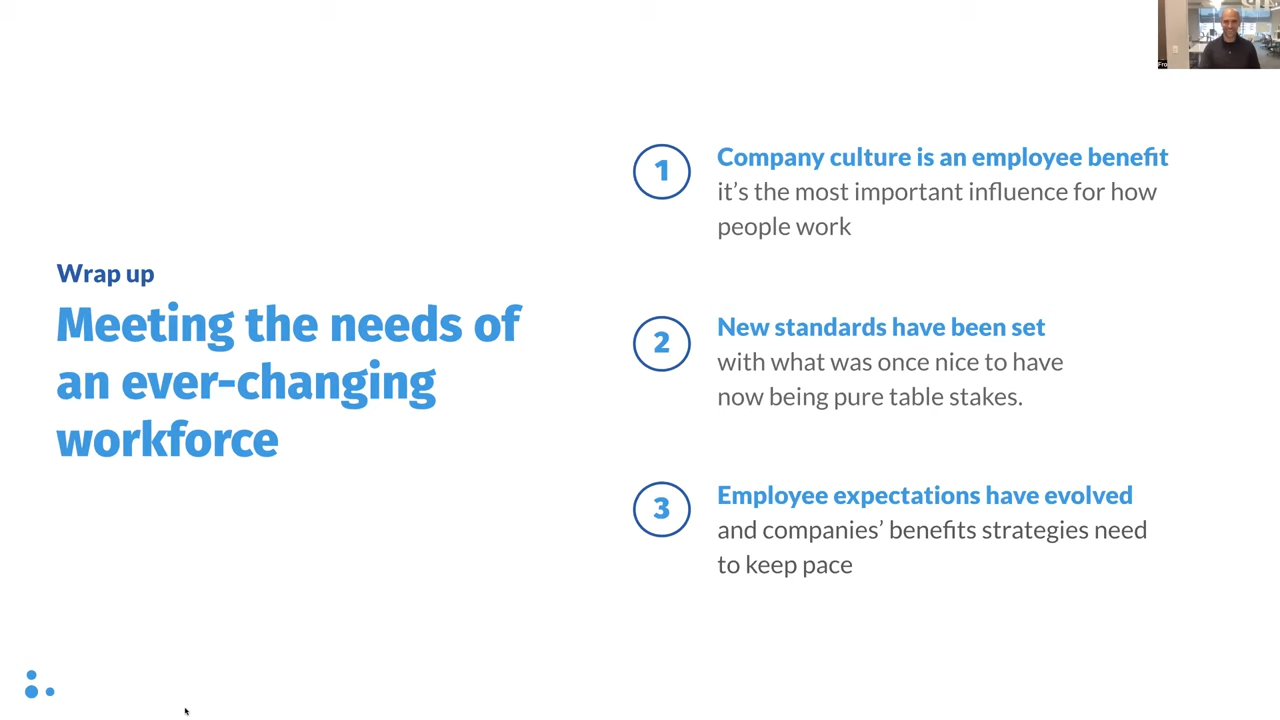 Wrap up
Meeting the needs of
an ever-changing
workforce
1
Company culture is an employee benefit
it’s the most important influence for how
people work
2
New standards have been set
with what was once nice to have
now being pure table stakes.
3
Employee expectations have evolved
and companies’ benefits strategies need
to keep pace